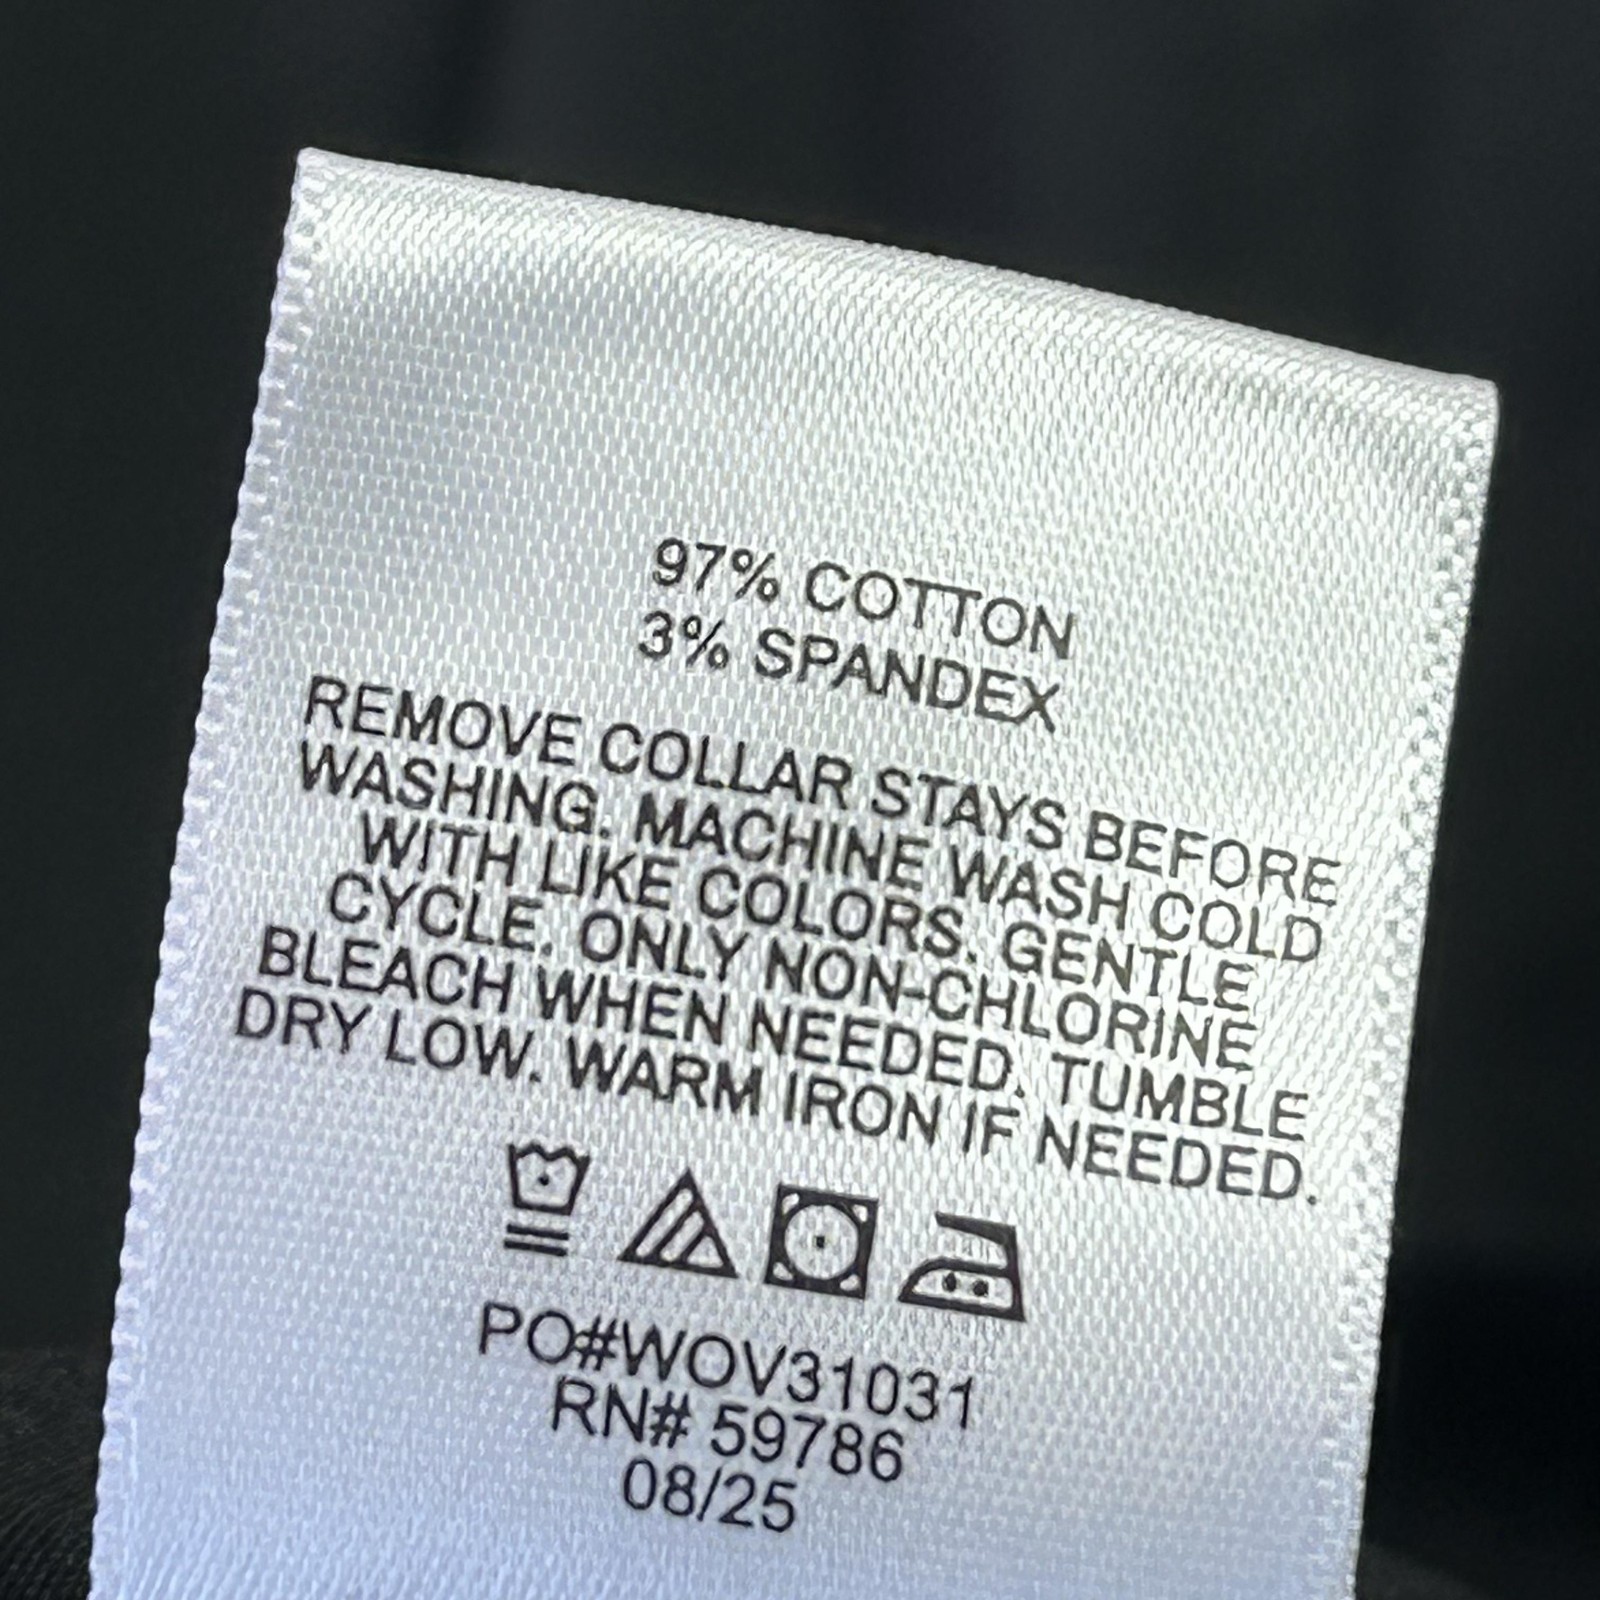 97% COTTON
3% SPANDEX
REMOVE COLLAR STAYS BEFORE
WASHING. MACHINE WASH COLD
WITH LIKE COLORS. GENTLE
CYCLE. ONLY NON-CHLORINE
BLEACH WHEN NEEDED. TUMBLE
DRY LOW. WARM IRON IF NEEDED.
PO#WOV31031
RN# 59786
08/25